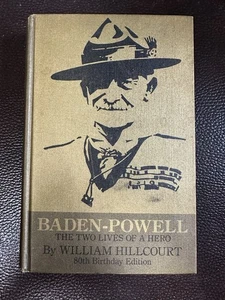 BADEN-POWELL
THE TWO LIVES OF A HERO
By WILLIAM HILLCOURT
80th Birthday Edition